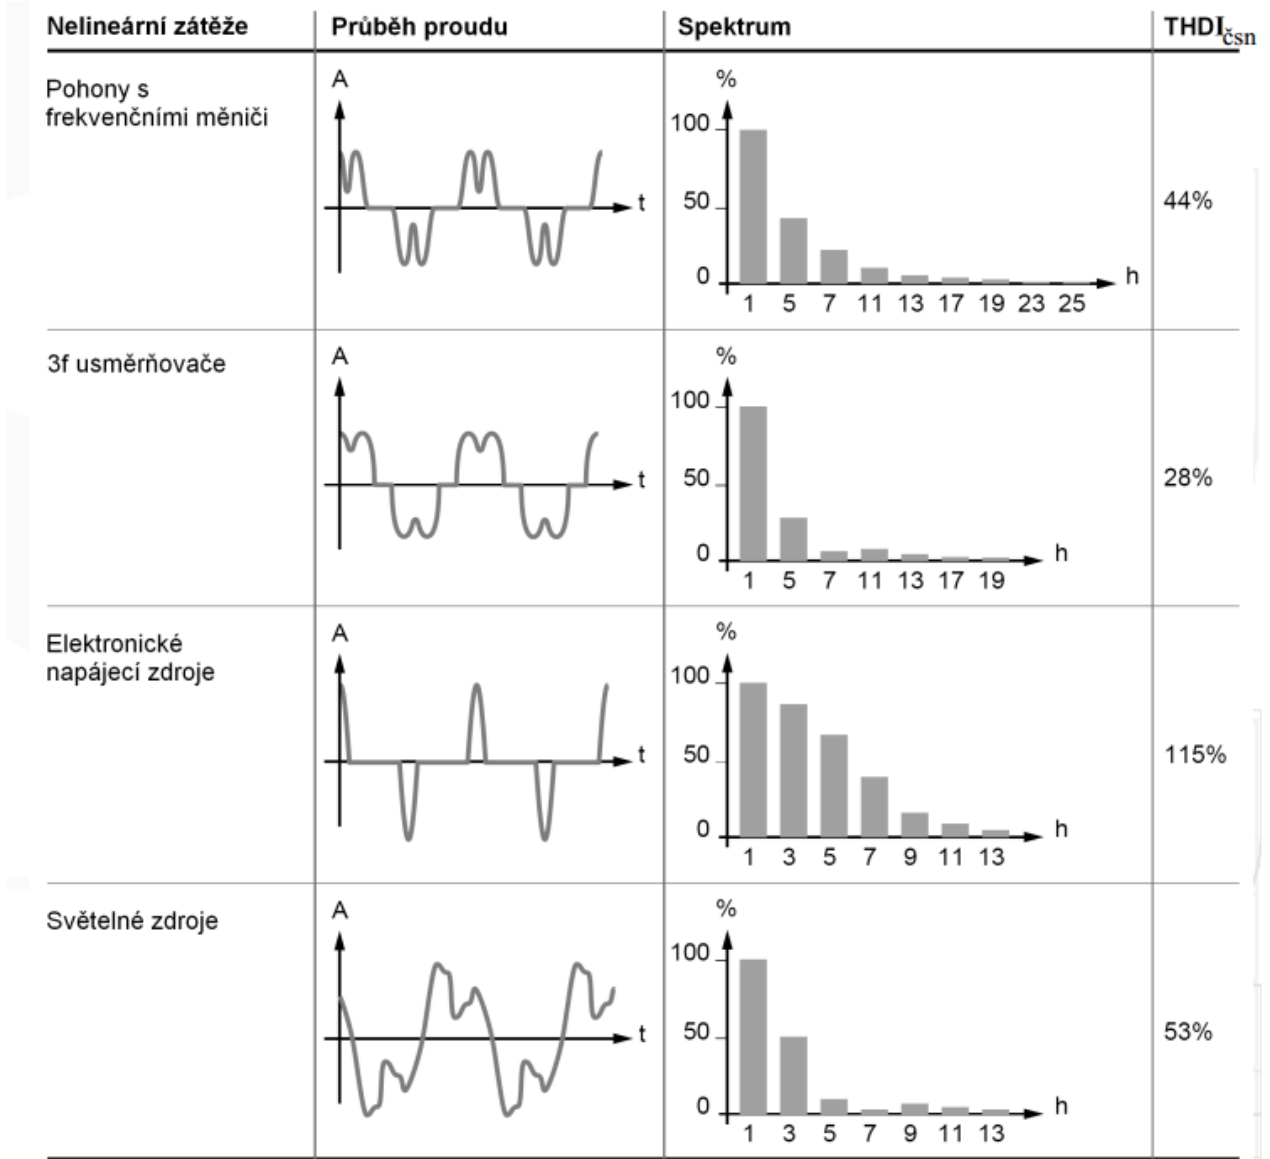 Nelineární zátěže Průběh proudu Spektrum THDIčsn
Pohony s
frekvenčními měniči
A
t
%
100
50
0
h
1 5 7 11 13 17 19 23 25
44%
3f usměrňovače
A
t
%
100
50
0
h
1 5 7 11 13 17 19
28%
Elektronické
napájecí zdroje
A
t
%
100
50
0
h
1 3 5 7 9 11 13
115%
Světelné zdroje
A
t
%
100
50
0
h
1 3 5 7 9 11 13
53%